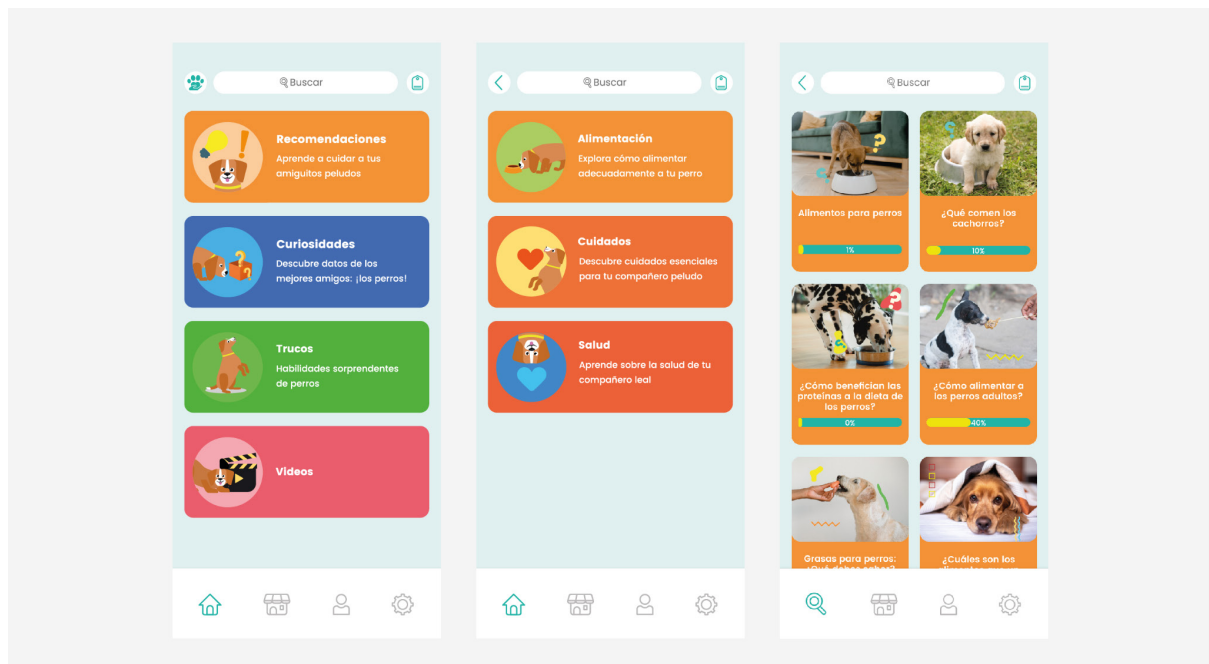 Buscar
Recomendaciones
Aprende a cuidar a tus
amiguitos peludos
Curiosidades
Descubre datos de los
mejores amigos: ¡los perros!
Trucos
Habilidades sorprendentes
de perros
Videos
Buscar
Alimentación
Explora cómo alimentar
adecuadamente a tu perro
Cuidados
Descubre cuidados esenciales
para tu compañero peludo
Salud
Aprende sobre la salud de tu
compañero leal
Buscar
Alimentos para perros
1%
¿Qué comen los
cachorros?
10%
¿Cómo benefician las
proteínas a la dieta de
los perros?
0%
¿Cómo alimentar a
los perros adultos?
40%
Grasas para perros:
¿Qué debes saber?
¿Cuáles son los